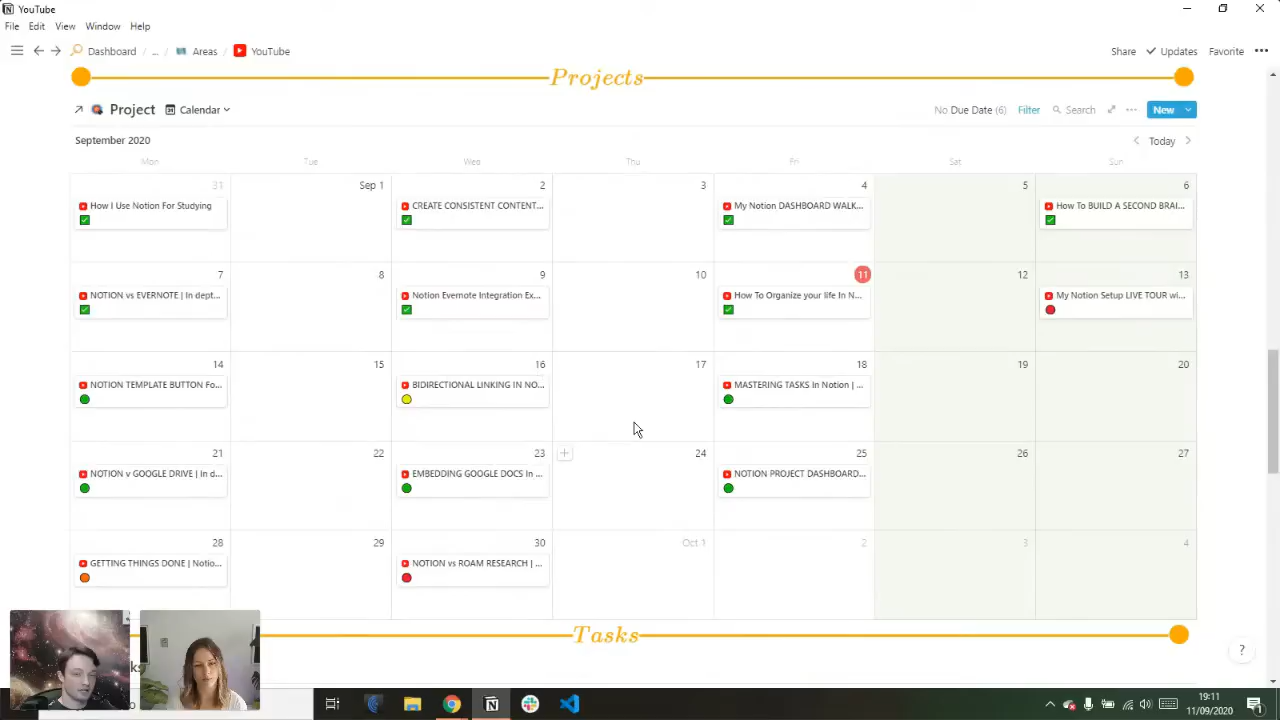 YouTube
File Edit View Window Help
Dashboard / ... / Areas / YouTube Share Updates Favorite
Projects
Project Calendar No Due Date (6) Filter Search New
September 2020 Today
Mon Tue Wed Thu Fri Sat Sun
31 Sep 1 2 3 4 5 6
How I Use Notion For Studying CREATE CONSISTENT CONTENT... My Notion DASHBOARD WALK... How To BUILD A SECOND BRAI...
7 8 9 10 11 12 13
NOTION vs EVERNOTE | In dept... Notion Evernote Integration Ex... How To Organize your life In N... My Notion Setup LIVE TOUR wi...
14 15 16 17 18 19 20
NOTION TEMPLATE BUTTON Fo... BIDIRECTIONAL LINKING IN NO... MASTERING TASKS In Notion | ...
21 22 23 24 25 26 27
NOTION v GOOGLE DRIVE | In d... EMBEDDING GOOGLE DOCS In ... NOTION PROJECT DASHBOARD...
28 29 30 Oct 1 2 3 4
GETTING THINGS DONE | Notio... NOTION vs ROAM RESEARCH | ...
Tasks
?
19:11
11/09/2020